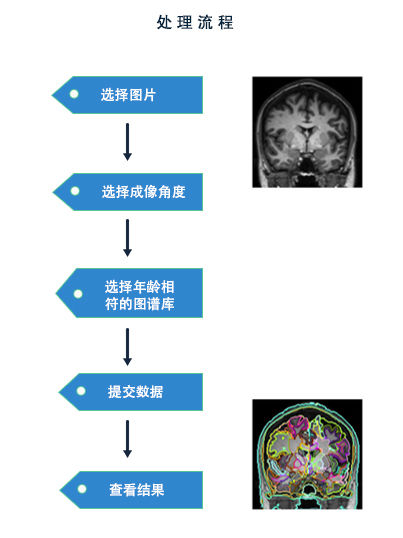 处理流程
选择图片
选择成像角度
选择年龄相
符的图谱库
提交数据
查看结果